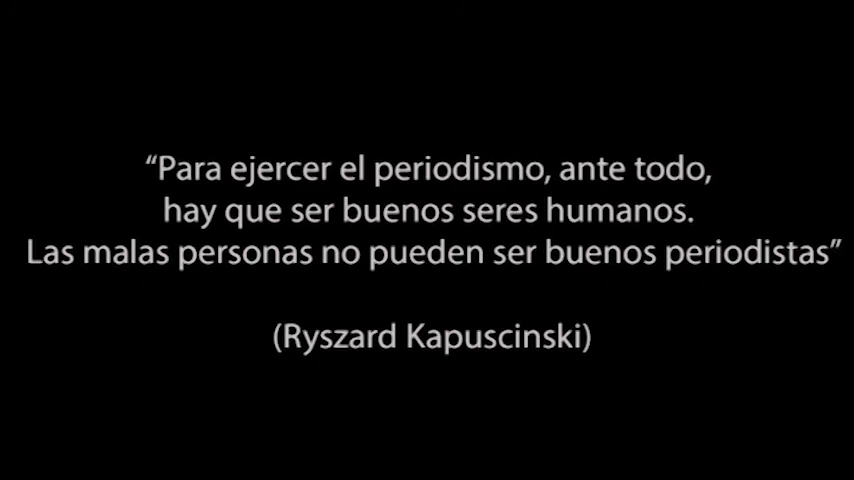 “Para ejercer el periodismo, ante todo,
hay que ser buenos seres humanos.
Las malas personas no pueden ser buenos periodistas”
(Ryszard Kapuscinski)